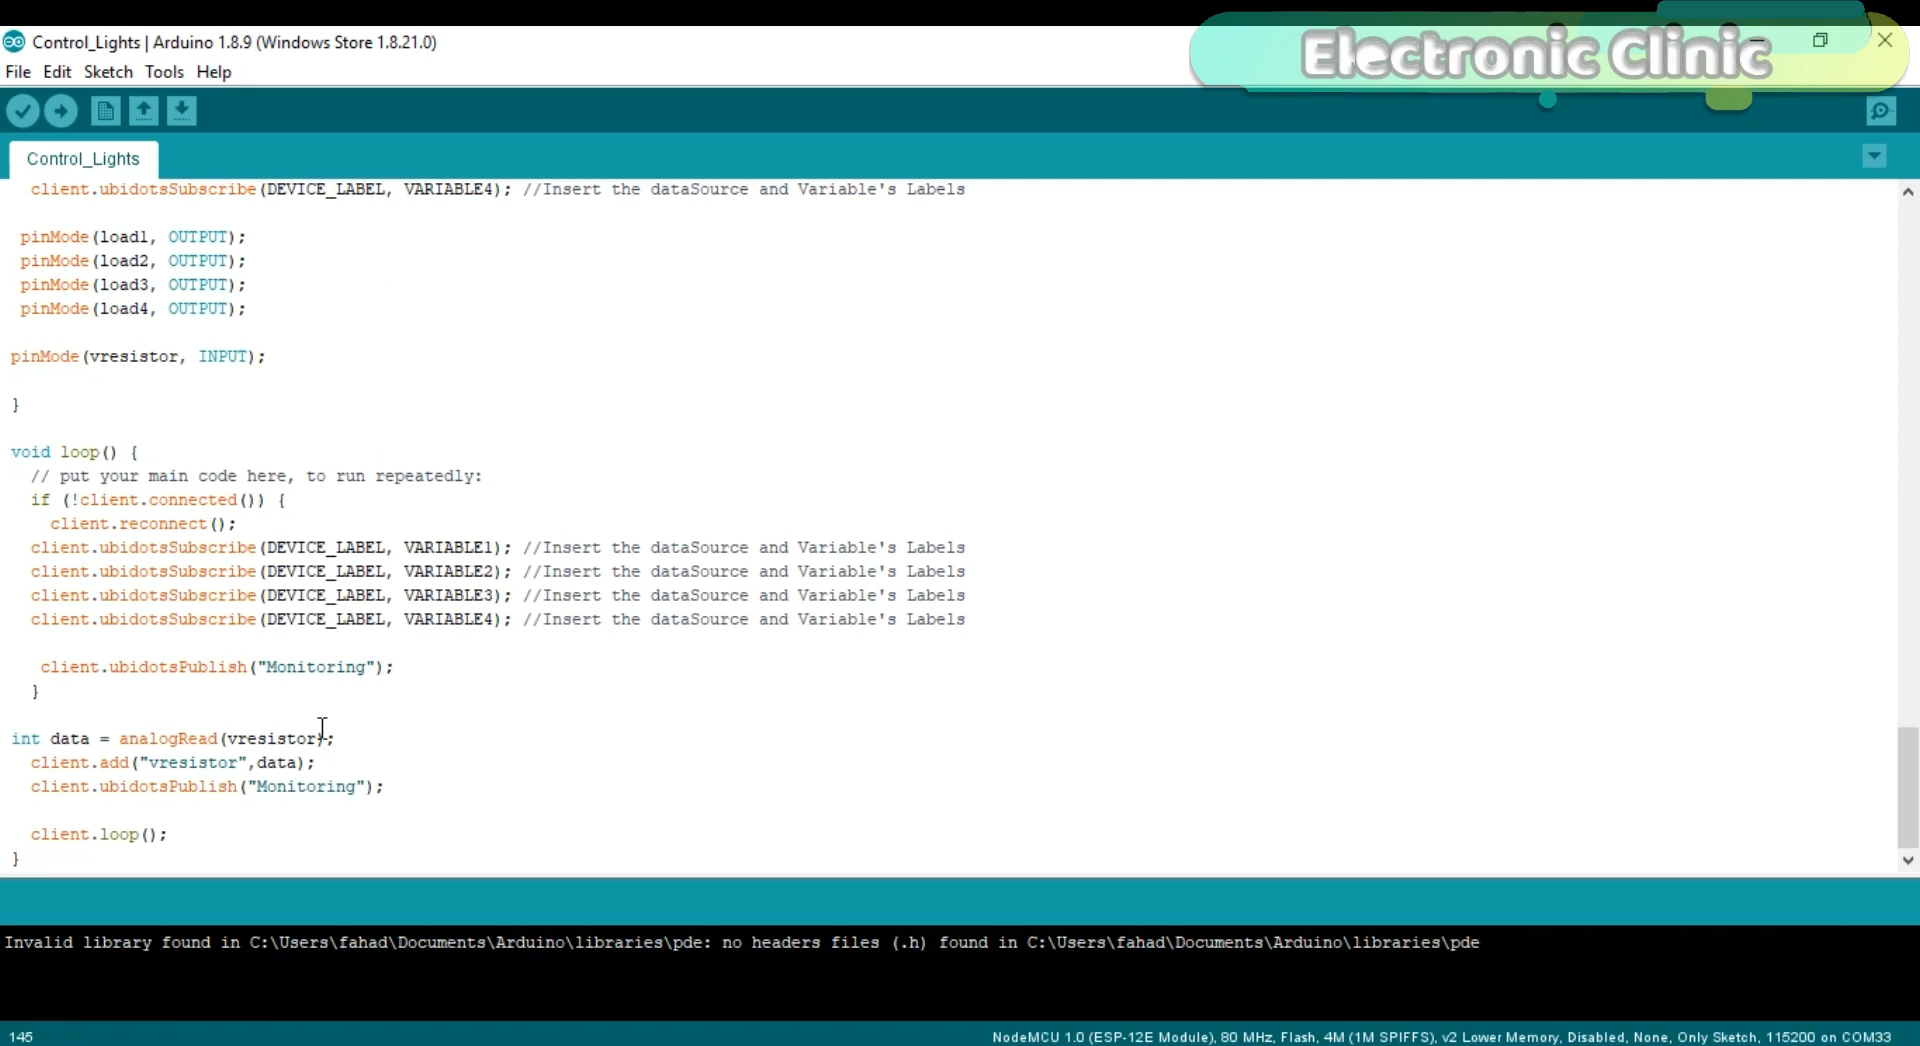 Control_Lights | Arduino 1.8.9 (Windows Store 1.8.21.0)
Electronic Clinic
File Edit Sketch Tools Help
Control_Lights
client.ubidotsSubscribe(DEVICE_LABEL, VARIABLE4); //Insert the dataSource and Variable's Labels
pinMode(load1, OUTPUT);
pinMode(load2, OUTPUT);
pinMode(load3, OUTPUT);
pinMode(load4, OUTPUT);
pinMode(vresistor, INPUT);
}
void loop() {
// put your main code here, to run repeatedly:
if (!client.connected()) {
client.reconnect();
client.ubidotsSubscribe(DEVICE_LABEL, VARIABLE1); //Insert the dataSource and Variable's Labels
client.ubidotsSubscribe(DEVICE_LABEL, VARIABLE2); //Insert the dataSource and Variable's Labels
client.ubidotsSubscribe(DEVICE_LABEL, VARIABLE3); //Insert the dataSource and Variable's Labels
client.ubidotsSubscribe(DEVICE_LABEL, VARIABLE4); //Insert the dataSource and Variable's Labels
client.ubidotsPublish("Monitoring");
}
int data = analogRead(vresistor);
client.add("vresistor",data);
client.ubidotsPublish("Monitoring");
client.loop();
}
Invalid library found in C:\Users\fahad\Documents\Arduino\libraries\pde: no headers files (.h) found in C:\Users\fahad\Documents\Arduino\libraries\pde
145
NodeMCU 1.0 (ESP-12E Module), 80 MHz, Flash, 4M (1M SPIFFS), v2 Lower Memory, Disabled, None, Only Sketch, 115200 on COM33